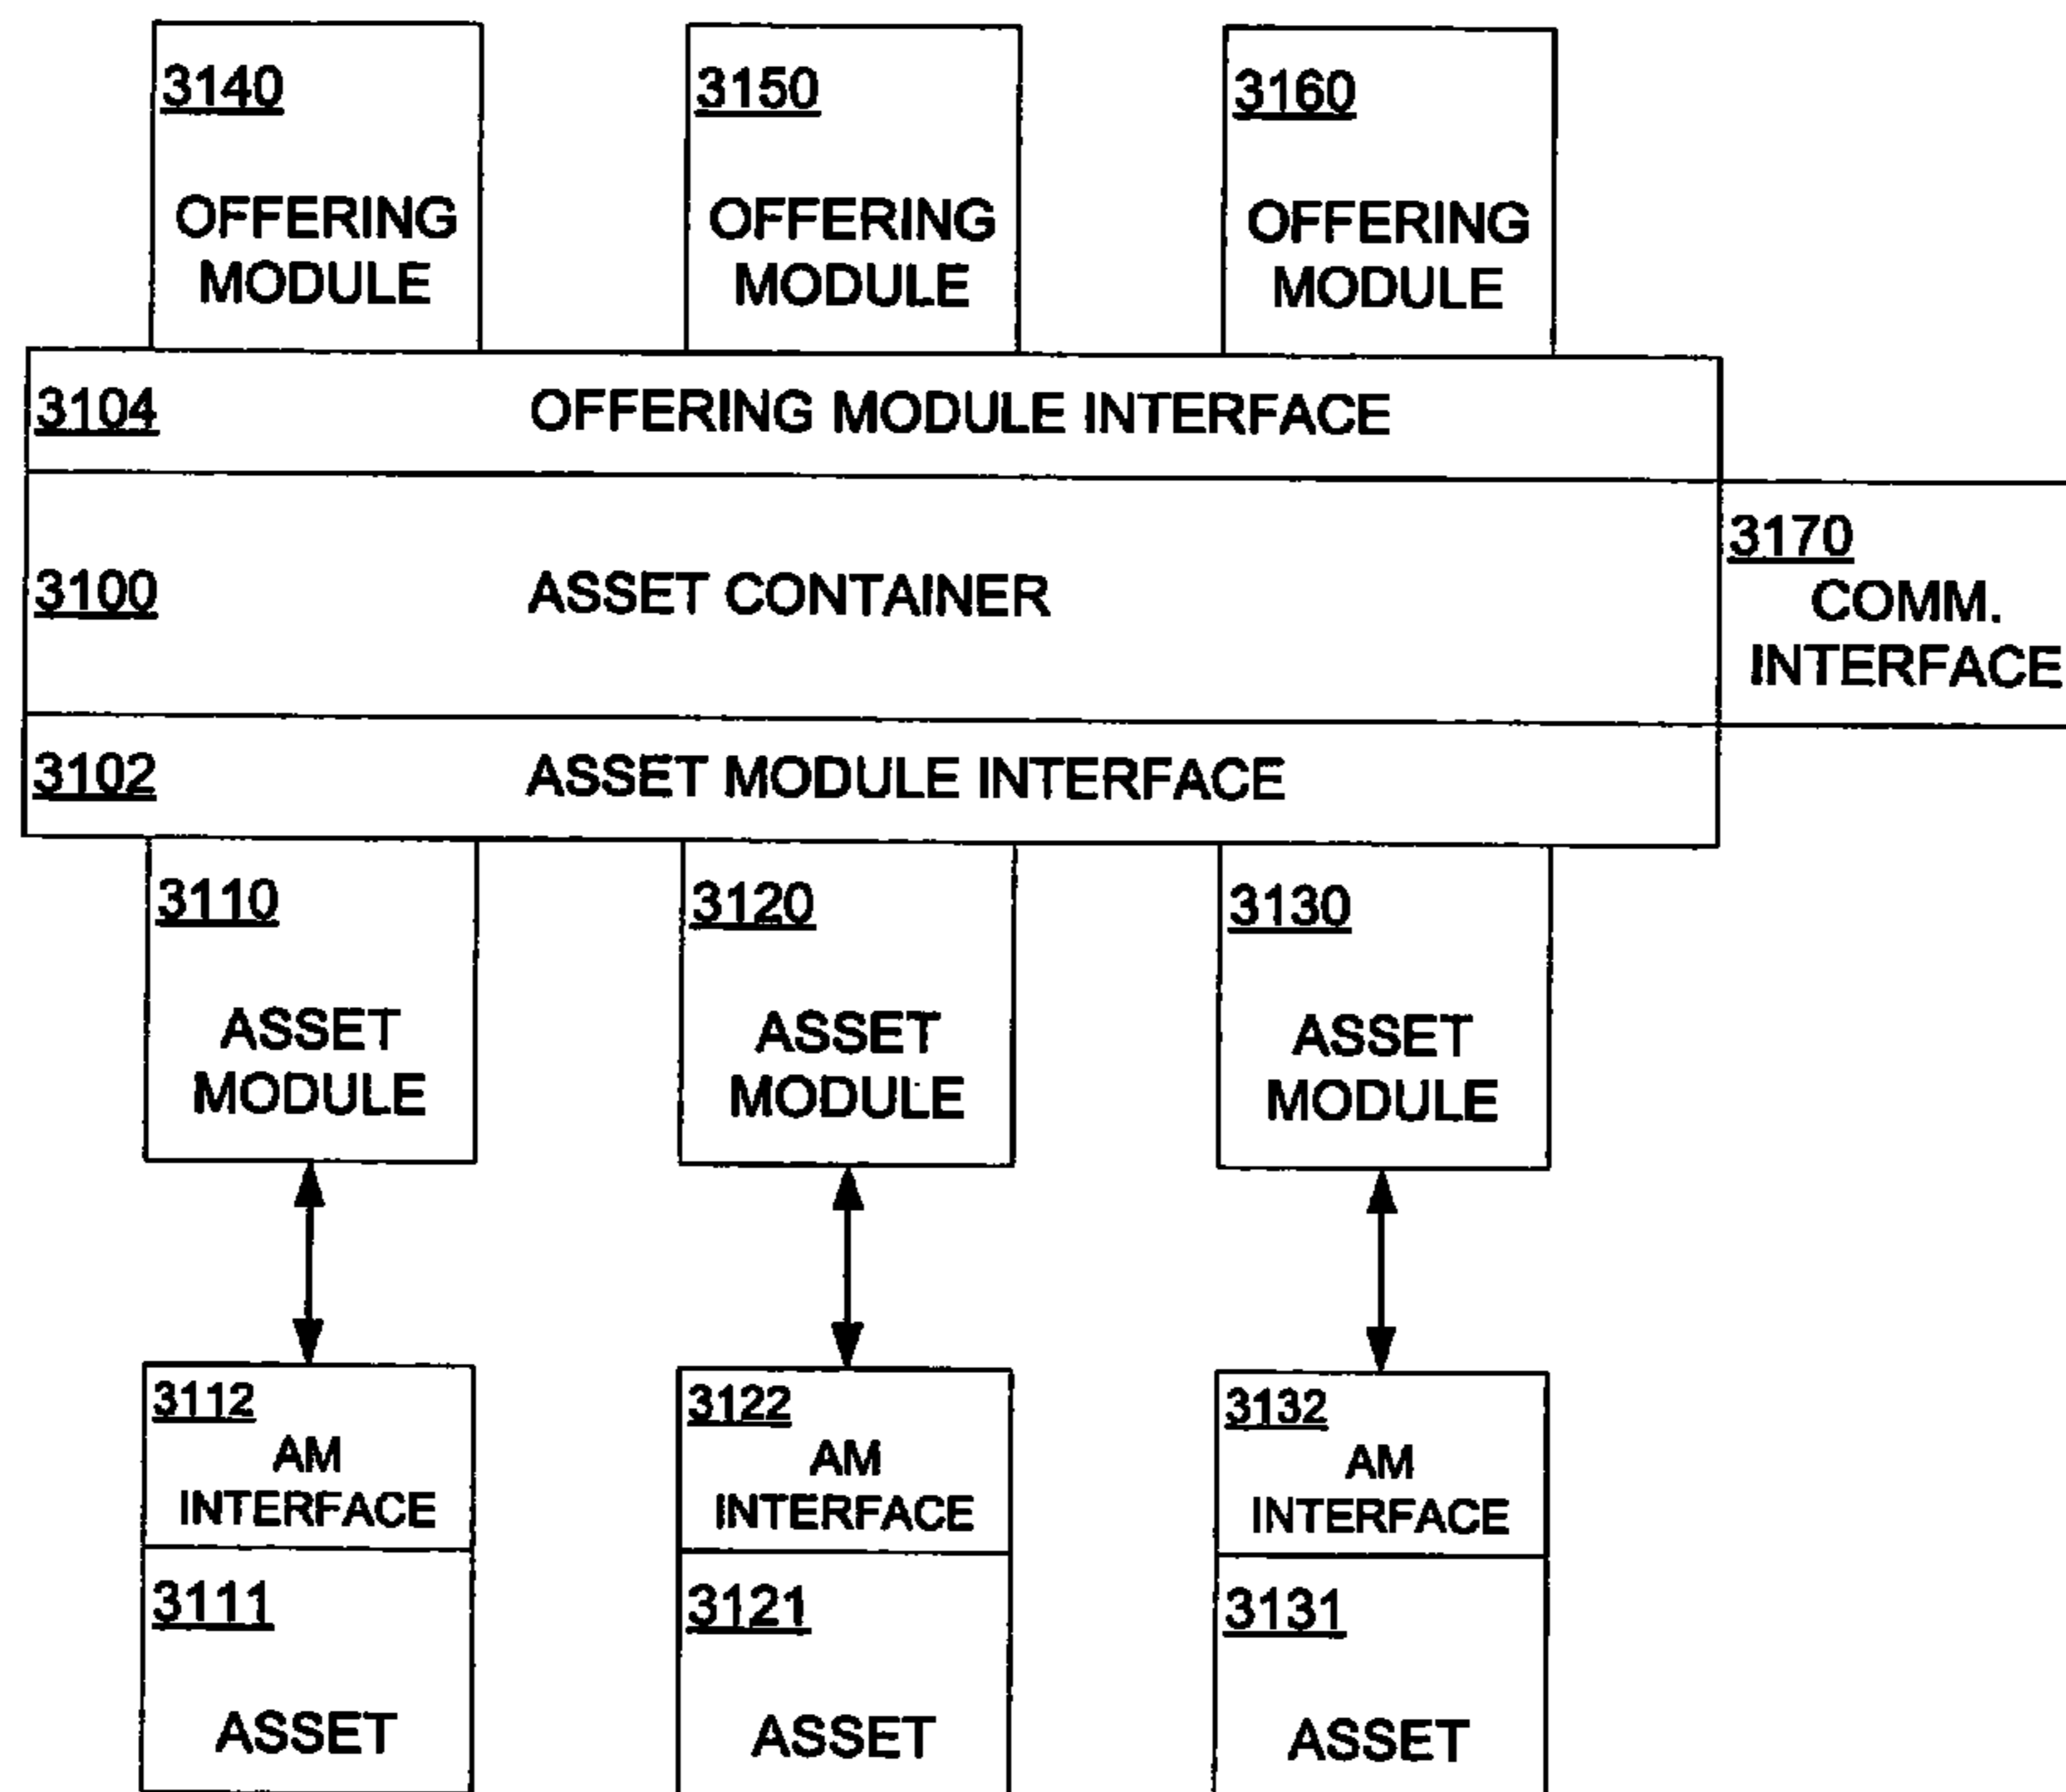 3140
OFFERING
MODULE
3150
OFFERING
MODULE
3160
OFFERING
MODULE
3104
OFFERING MODULE INTERFACE
3100
ASSET CONTAINER
3170
COMM.
INTERFACE
3102
ASSET MODULE INTERFACE
3110
ASSET
MODULE
3120
ASSET
MODULE
3130
ASSET
MODULE
3112
AM
INTERFACE
3122
AM
INTERFACE
3132
AM
INTERFACE
3111
ASSET
3121
ASSET
3131
ASSET